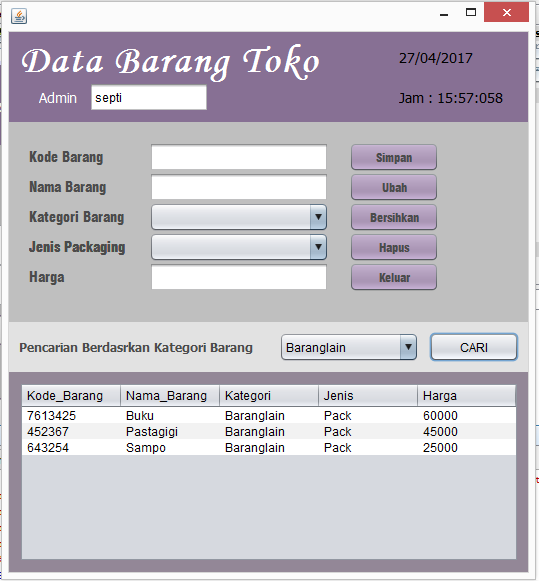 Data Barang Toko
27/04/2017
Admin septi
Jam : 15:57:058
Kode Barang Simpan
Nama Barang Ubah
Kategori Barang Bersihkan
Jenis Packaging Hapus
Harga Keluar
Pencarian Berdasrkan Kategori Barang Baranglain CARI
Kode_Barang Nama_Barang Kategori Jenis Harga
7613425 Buku Baranglain Pack 60000
452367 Pastagigi Baranglain Pack 45000
643254 Sampo Baranglain Pack 25000